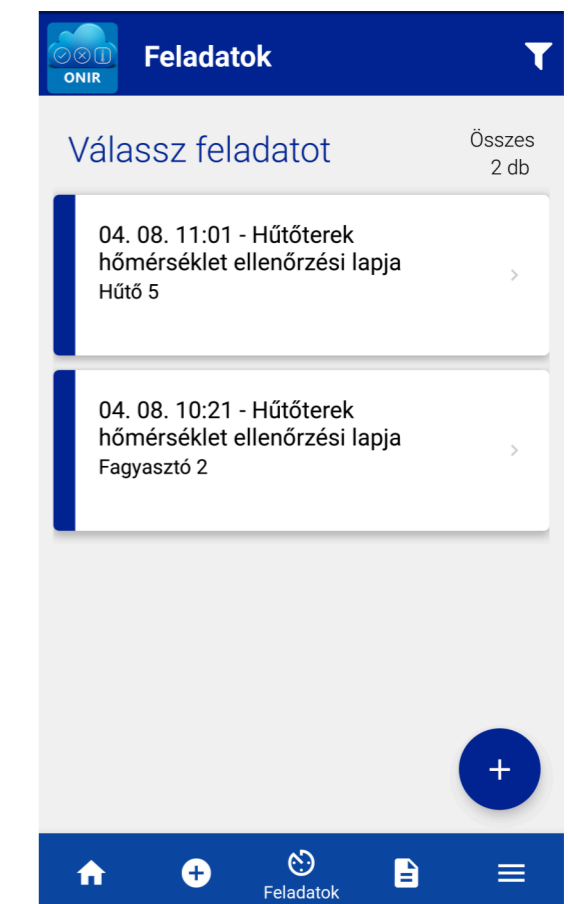 ONIR
Feladatok
Válassz feladatot
Összes
2 db
04. 08. 11:01 - Hűtőterek
hőmérséklet ellenőrzési lapja
Hűtő 5
04. 08. 10:21 - Hűtőterek
hőmérséklet ellenőrzési lapja
Fagyasztó 2
Feladatok